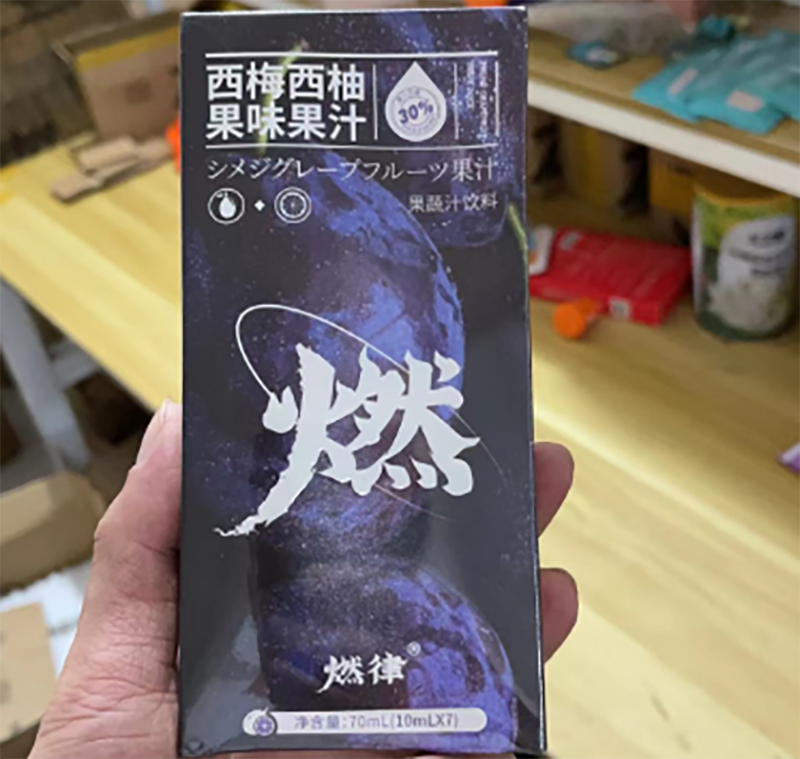 西梅西柚
果味果汁
30%
シメジグレープフルーツ果汁
果蔬汁饮料
燃
燃律®
净含量:70mL(10mLX7)